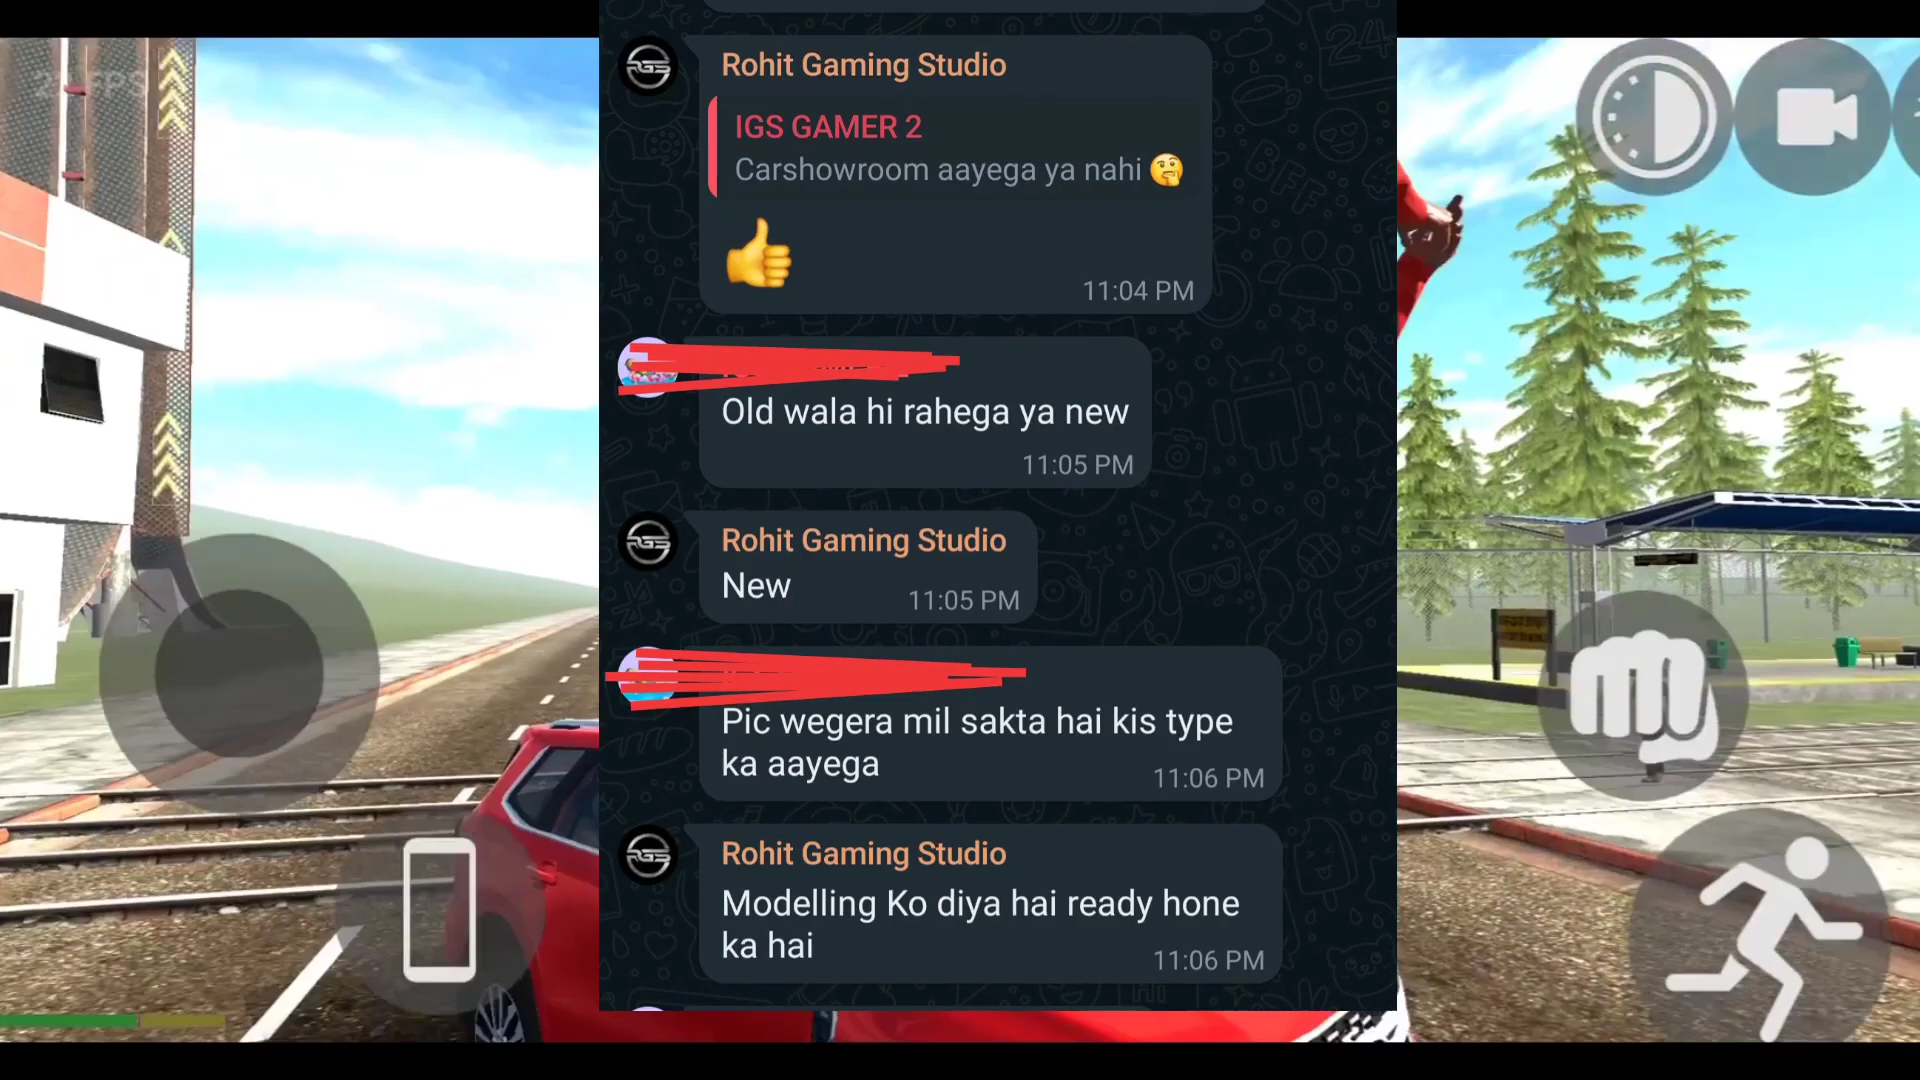 Rohit Gaming Studio
IGS GAMER 2
Carshowroom aayega ya nahi 🤔
👍
11:04 PM
Old wala hi rahega ya new
11:05 PM
Rohit Gaming Studio
New
11:05 PM
Pic wegera mil sakta hai kis type
ka aayega
11:06 PM
Rohit Gaming Studio
Modelling Ko diya hai ready hone
ka hai
11:06 PM